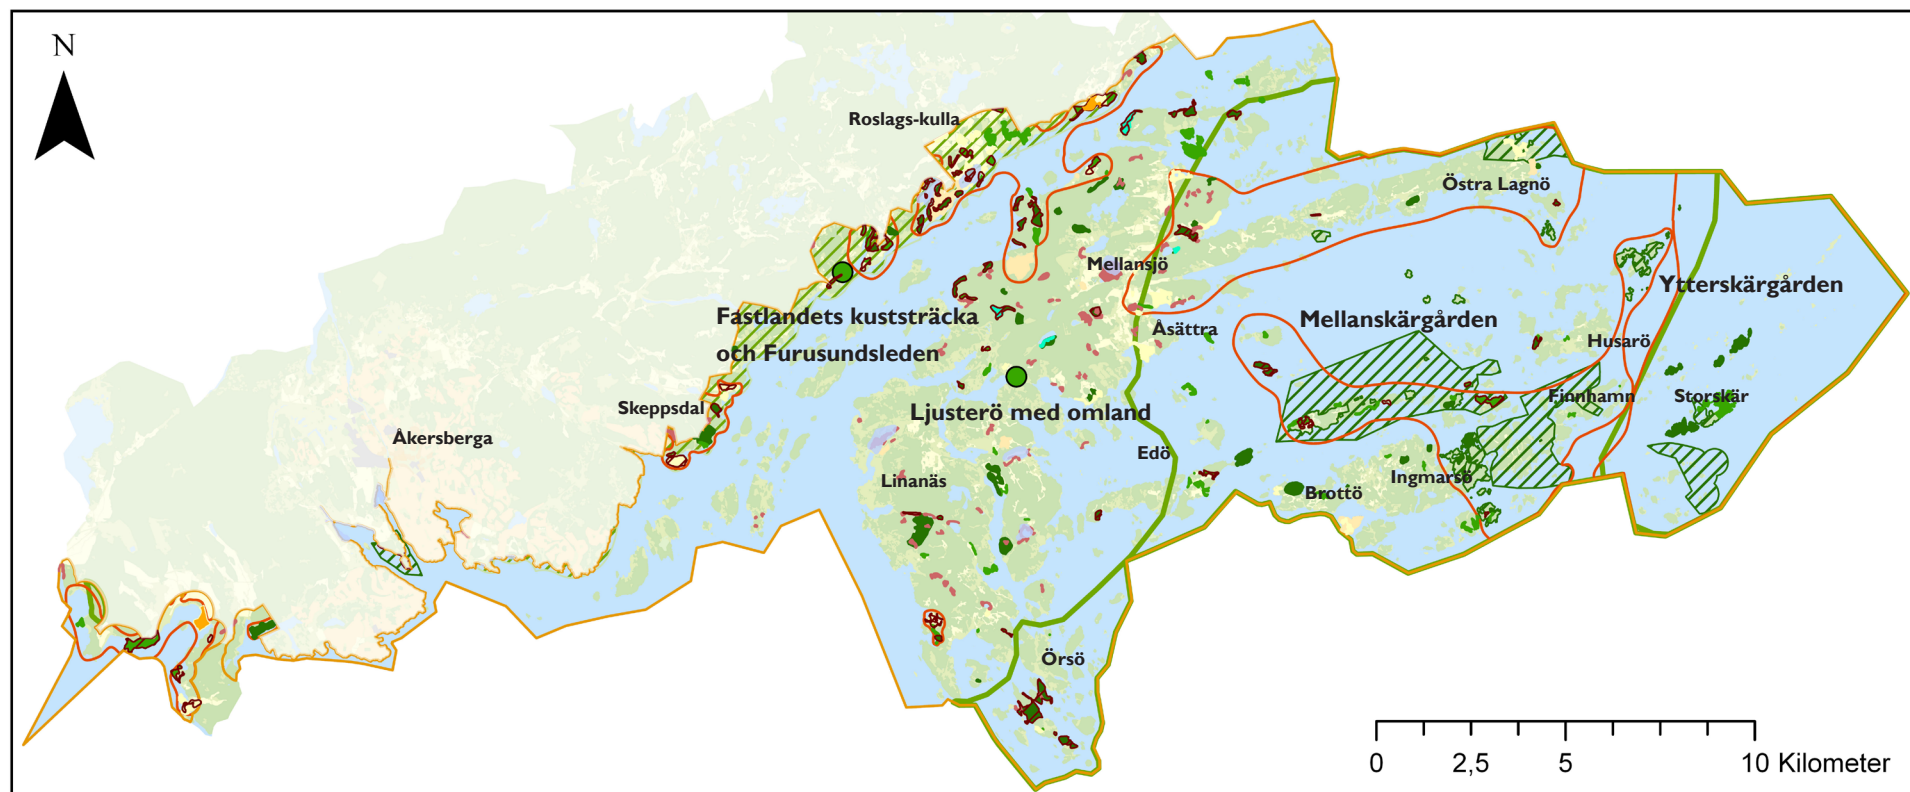 N
Roslags-kulla
Östra Lagnö
Mellansjö
Ytterskärgården
Fastlandets kuststräcka
och Furusundsleden
Åsättra
Mellanskärgården
Husarö
Skeppsdal
Ljusterö med omland
Finnhamn
Storskär
Åkersberga
Edö
Linanäs
Ingmarsö
Brottö
Örsö
0 2,5 5 10 Kilometer